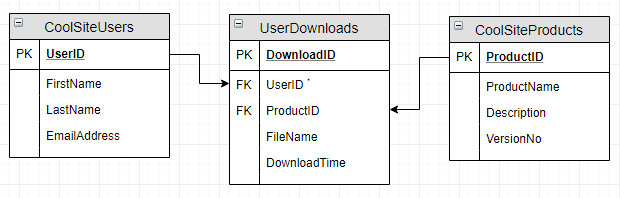 CoolSiteUsers
PK UserID
FirstName
LastName
EmailAddress
UserDownloads
PK DownloadID
FK UserID *
FK ProductID
FileName
DownloadTime
CoolSiteProducts
PK ProductID
ProductName
Description
VersionNo